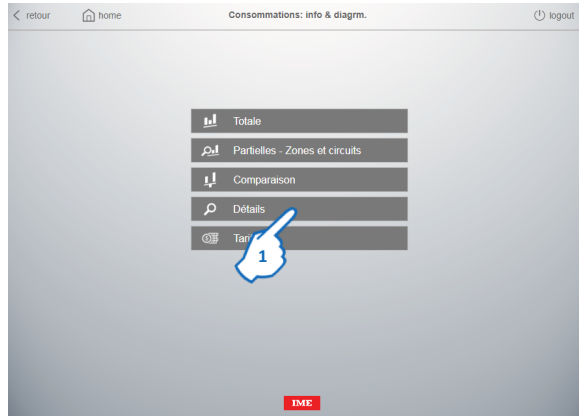 retour home Consommations: info & diagrm. logout
Totale
Partielles - Zones et circuits
Comparaison
Détails
1
IME